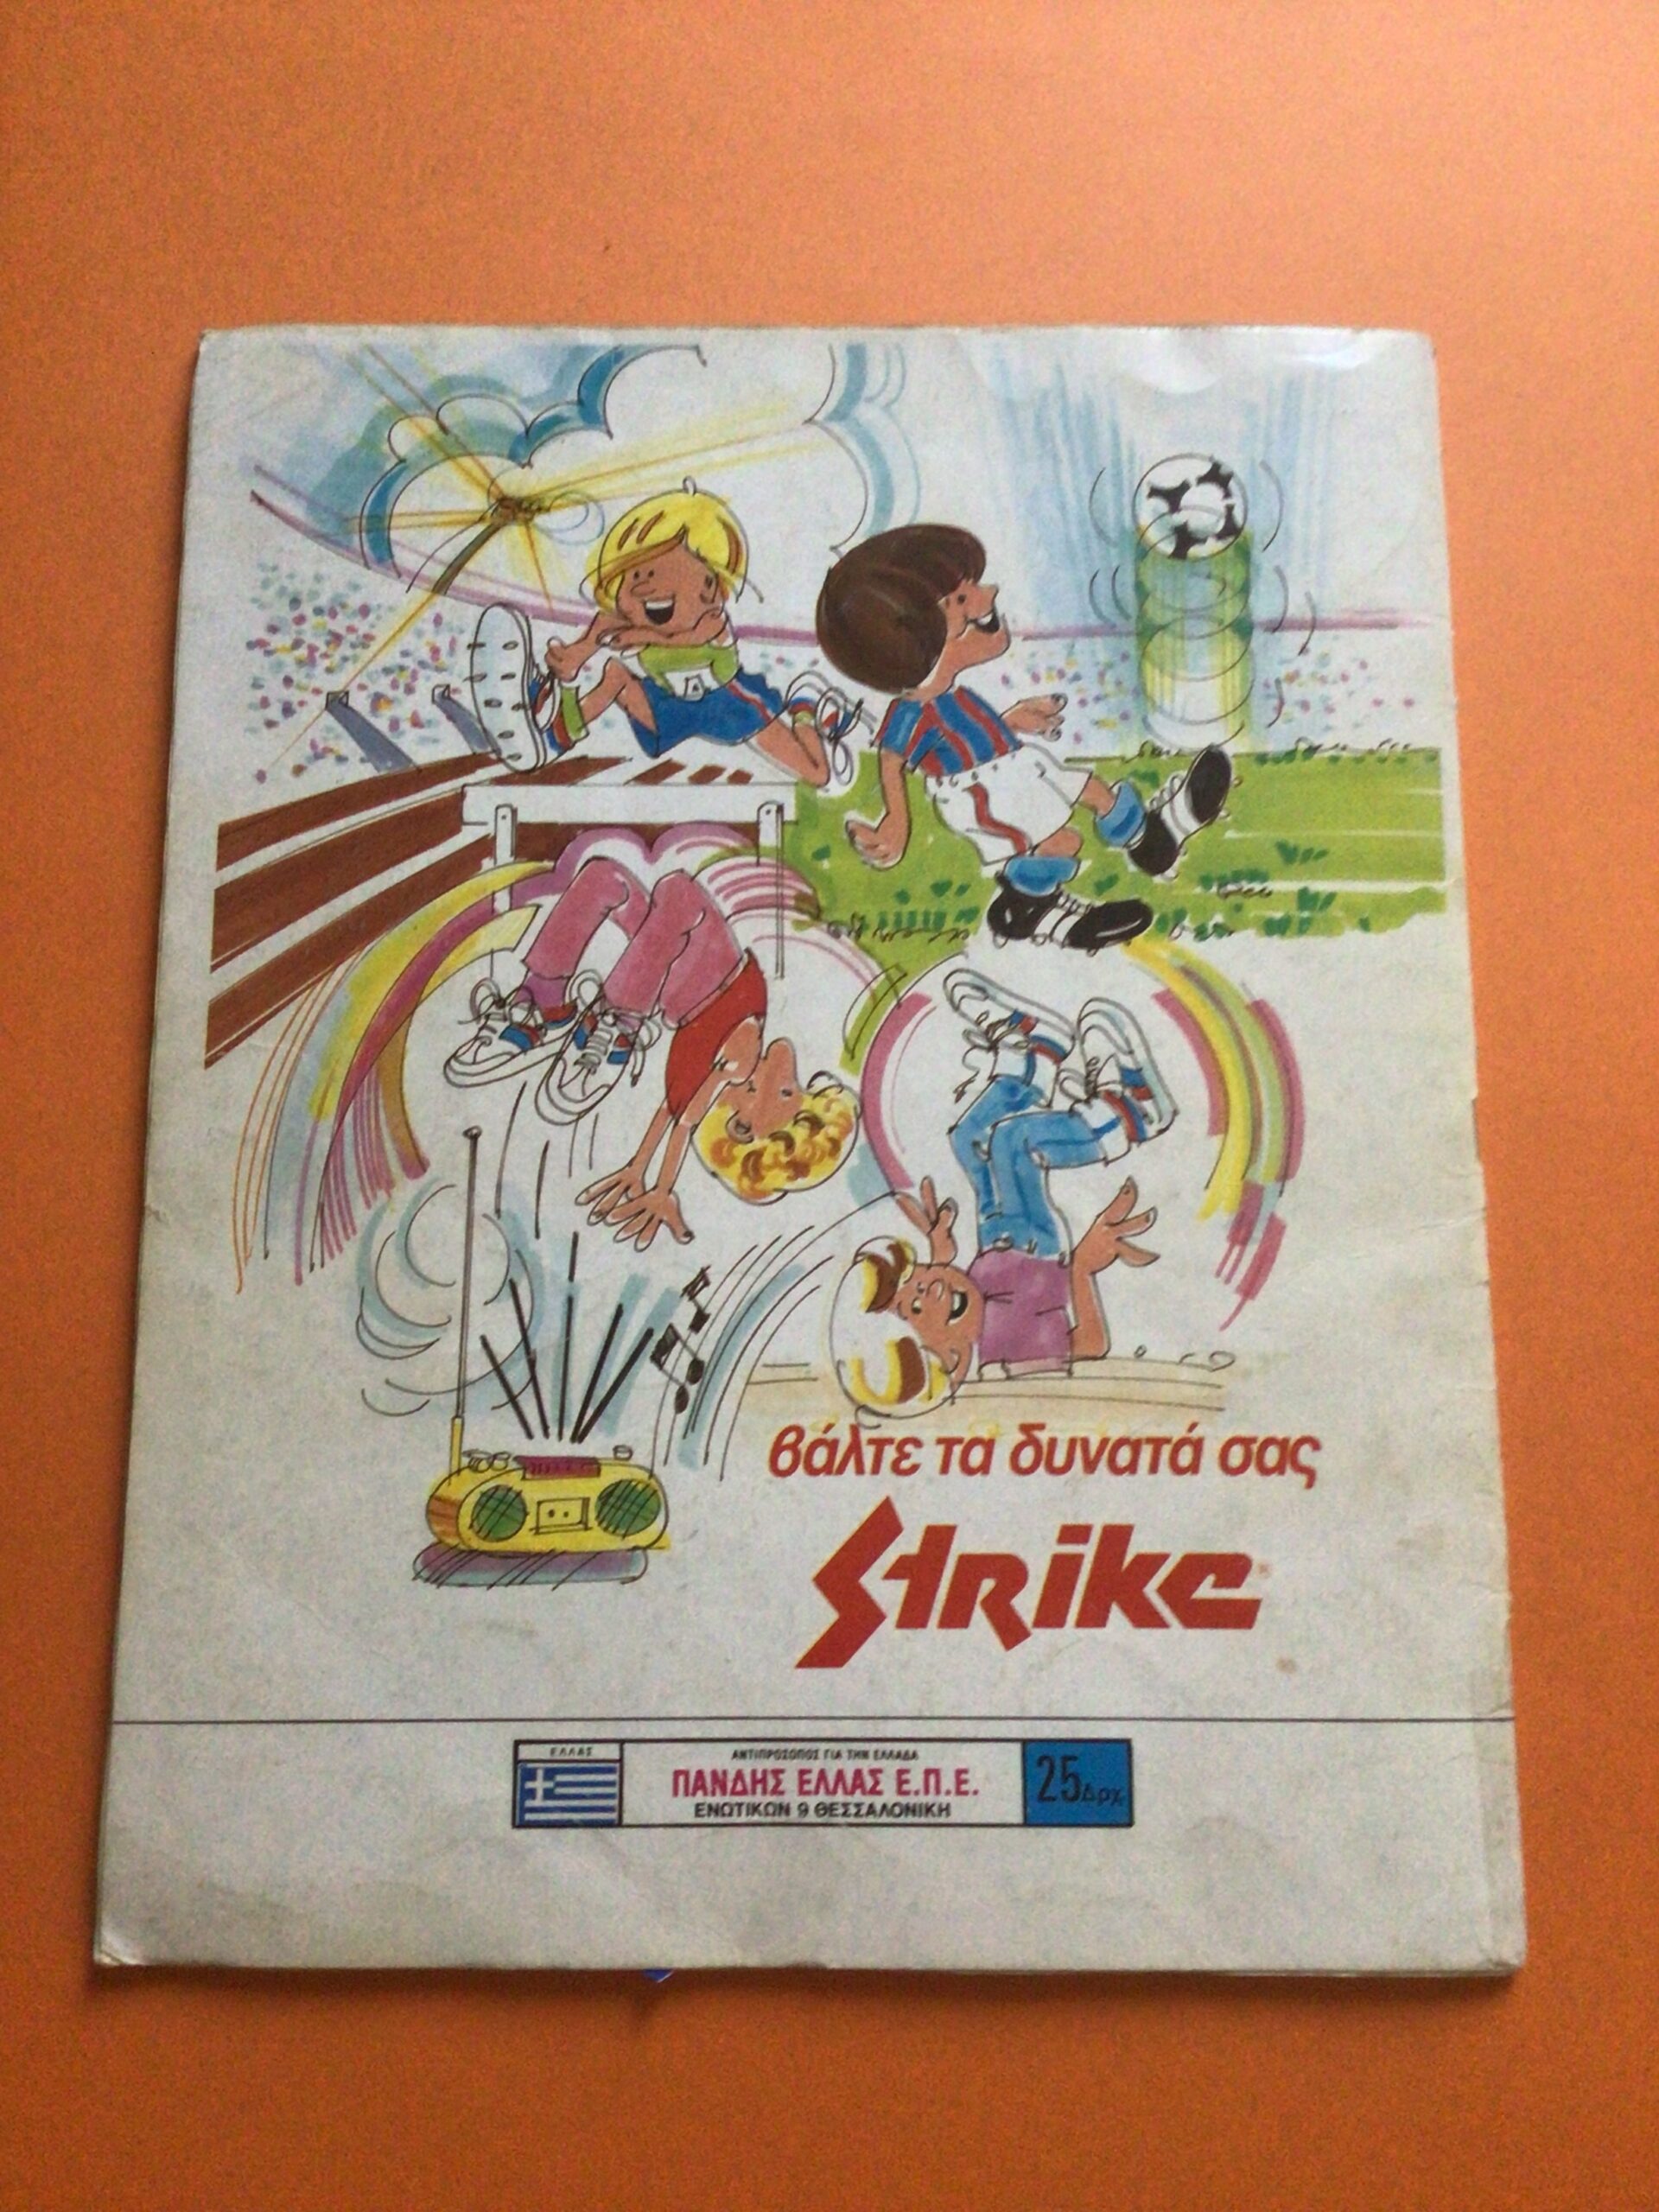 βάλτε τα δυνατά σας
Strike
ΕΛΛΑΣ
ΑΝΤΙΠΡΟΣΩΠΟΣ ΓΙΑ ΤΗΝ ΕΛΛΑΔΑ
ΠΑΝΔΗΣ ΕΛΛΑΣ Ε.Π.Ε.
ΕΝΩΤΙΚΩΝ 9 ΘΕΣΣΑΛΟΝΙΚΗ
25Δρχ.